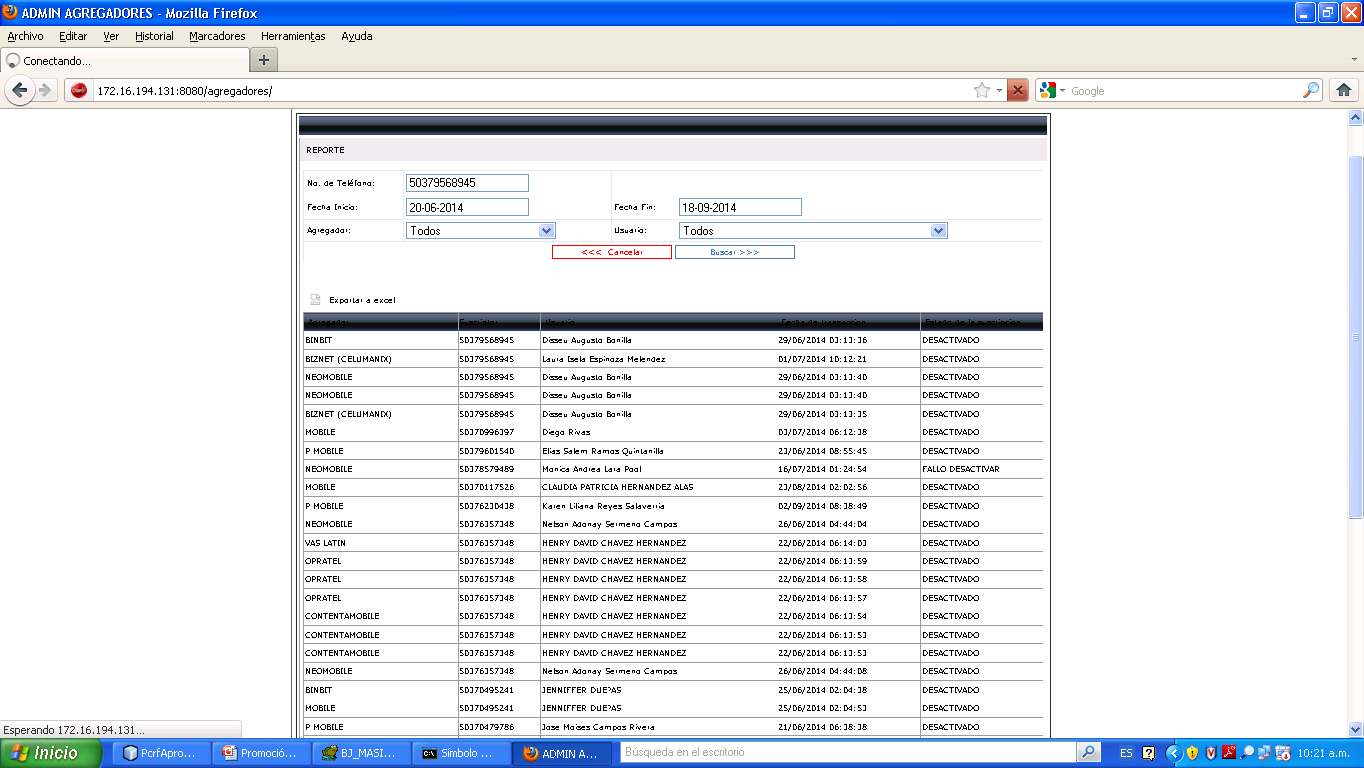 ADMIN AGREGADORES - Mozilla Firefox
Archivo Editar Ver Historial Marcadores Herramientas Ayuda
Conectando...
172.16.194.131:8080/agregadores/ Google
REPORTE
No. de Teléfono: 50379568945
Fecha Inicio: 20-06-2014 Fecha Fin: 18-09-2014
Agregador: Todos Usuario: Todos
<<< Cancelar Buscar >>>
Exportar a excel
Agregador Suscriptor Usuario Fecha de transaccion Estado de la suscripcion
BINBIT 50379568945 Disseu Augusto Bonilla 29/06/2014 03:13:36 DESACTIVADO
BIZNET (CELUMANIX) 50379568945 Laura Isela Espinoza Melendez 01/07/2014 10:12:21 DESACTIVADO
NEOMOBILE 50379568945 Disseu Augusto Bonilla 29/06/2014 03:13:40 DESACTIVADO
NEOMOBILE 50379568945 Disseu Augusto Bonilla 29/06/2014 03:13:40 DESACTIVADO
BIZNET (CELUMANIX) 50379568945 Disseu Augusto Bonilla 29/06/2014 03:13:35 DESACTIVADO
MOBILE 50370996397 Diego Rivas 03/07/2014 06:12:38 DESACTIVADO
P MOBILE 50379601540 Elias Salem Ramos Quintanilla 23/06/2014 08:55:45 DESACTIVADO
NEOMOBILE 50378579489 Monica Andrea Lara Pool 16/07/2014 01:24:54 FALLO DESACTIVAR
MOBILE 50370117526 CLAUDIA PATRICIA HERNANDEZ ALAS 23/08/2014 02:02:56 DESACTIVADO
P MOBILE 50376230438 Karen Liliana Reyes Salaverria 02/09/2014 08:38:49 DESACTIVADO
NEOMOBILE 50376357348 Nelson Adonay Sermeno Campos 26/06/2014 04:44:04 DESACTIVADO
VAS LATIN 50376357348 HENRY DAVID CHAVEZ HERNANDEZ 22/06/2014 06:14:03 DESACTIVADO
OPRATEL 50376357348 HENRY DAVID CHAVEZ HERNANDEZ 22/06/2014 06:13:59 DESACTIVADO
OPRATEL 50376357348 HENRY DAVID CHAVEZ HERNANDEZ 22/06/2014 06:13:58 DESACTIVADO
OPRATEL 50376357348 HENRY DAVID CHAVEZ HERNANDEZ 22/06/2014 06:13:57 DESACTIVADO
CONTENTAMOBILE 50376357348 HENRY DAVID CHAVEZ HERNANDEZ 22/06/2014 06:13:54 DESACTIVADO
CONTENTAMOBILE 50376357348 HENRY DAVID CHAVEZ HERNANDEZ 22/06/2014 06:13:53 DESACTIVADO
CONTENTAMOBILE 50376357348 HENRY DAVID CHAVEZ HERNANDEZ 22/06/2014 06:13:53 DESACTIVADO
NEOMOBILE 50376357348 Nelson Adonay Sermeno Campos 26/06/2014 04:44:08 DESACTIVADO
BINBIT 50370495241 JENNIFFER DUE?AS 25/06/2014 02:04:38 DESACTIVADO
MOBILE 50370495241 JENNIFFER DUE?AS 25/06/2014 02:04:53 DESACTIVADO
P MOBILE 50370479786 Jose Moises Campos Rivera 21/06/2014 06:38:38 DESACTIVADO
Esperando 172.16.194.131...
Inicio PcrfApro... Promoció... BJ_MASI... Símbolo ... ADMIN A... Búsqueda en el escritorio ES 10:21 a.m.